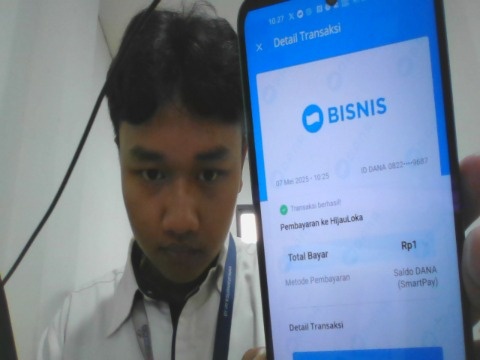 10.27
Detail Transaksi
BISNIS
07 Mei 2025 • 10:25
ID DANA 0822••••9687
Transaksi berhasil!
Pembayaran ke HijauLoka
Total Bayar Rp1
Metode Pembayaran Saldo DANA
(SmartPay)
Detail Transaksi